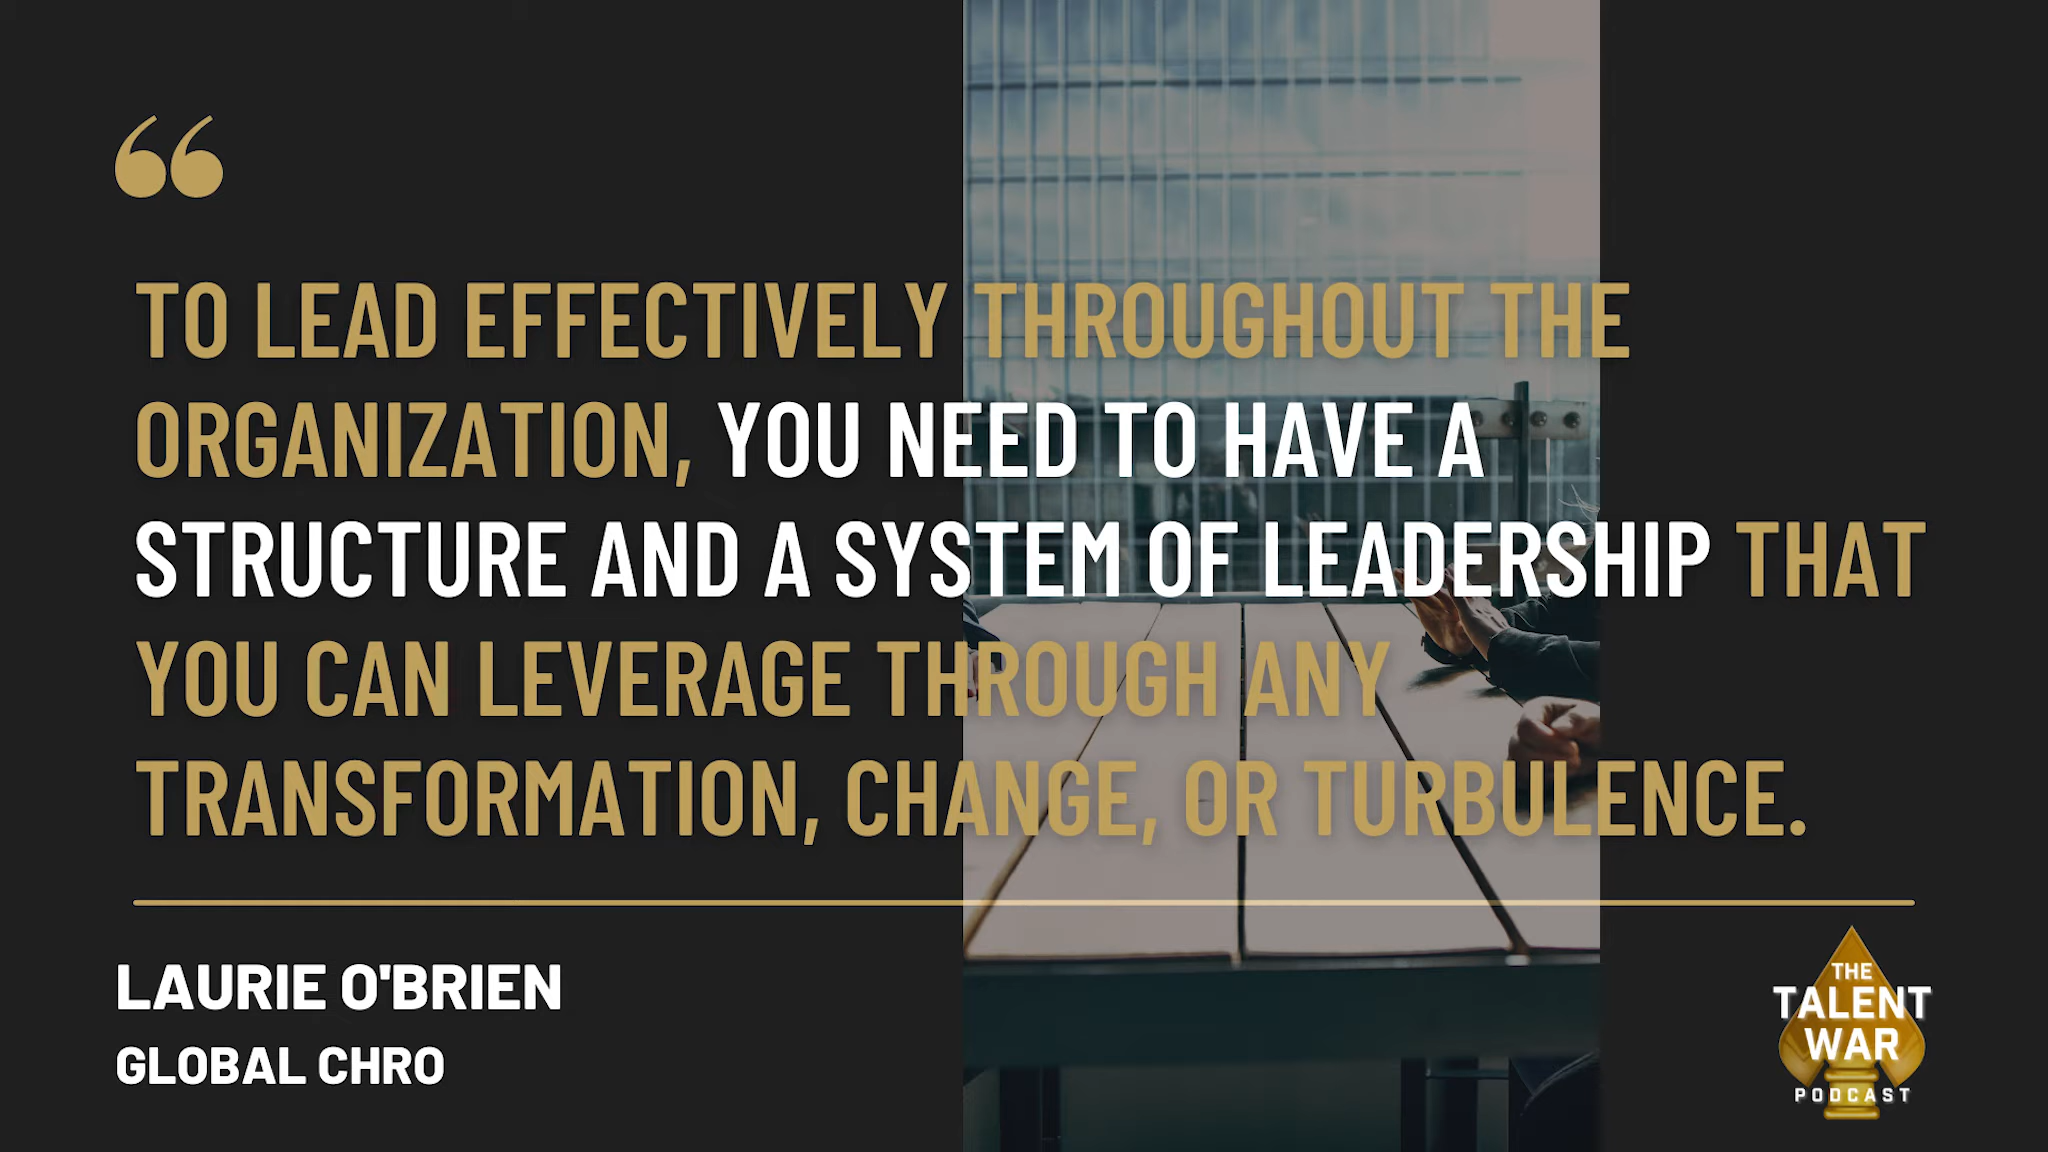 “
TO LEAD EFFECTIVELY THROUGHOUT THE
ORGANIZATION, YOU NEED TO HAVE A
STRUCTURE AND A SYSTEM OF LEADERSHIP THAT
YOU CAN LEVERAGE THROUGH ANY
TRANSFORMATION, CHANGE, OR TURBULENCE.
LAURIE O'BRIEN
GLOBAL CHRO
THE
TALENT
WAR
PODCAST